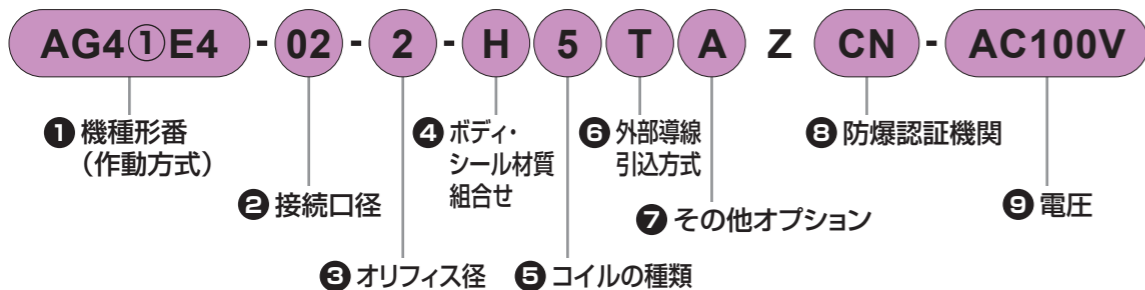 AG4①E4 - 02 - 2 - H 5 T A Z CN - AC100V
❶ 機種形番
（作動方式）
❹ ボディ・
シール材質
組合せ
❻ 外部導線
引込方式
❽ 防爆認証機関
❷ 接続口径
❼ その他オプション
❾ 電圧
❸ オリフィス径
❺ コイルの種類